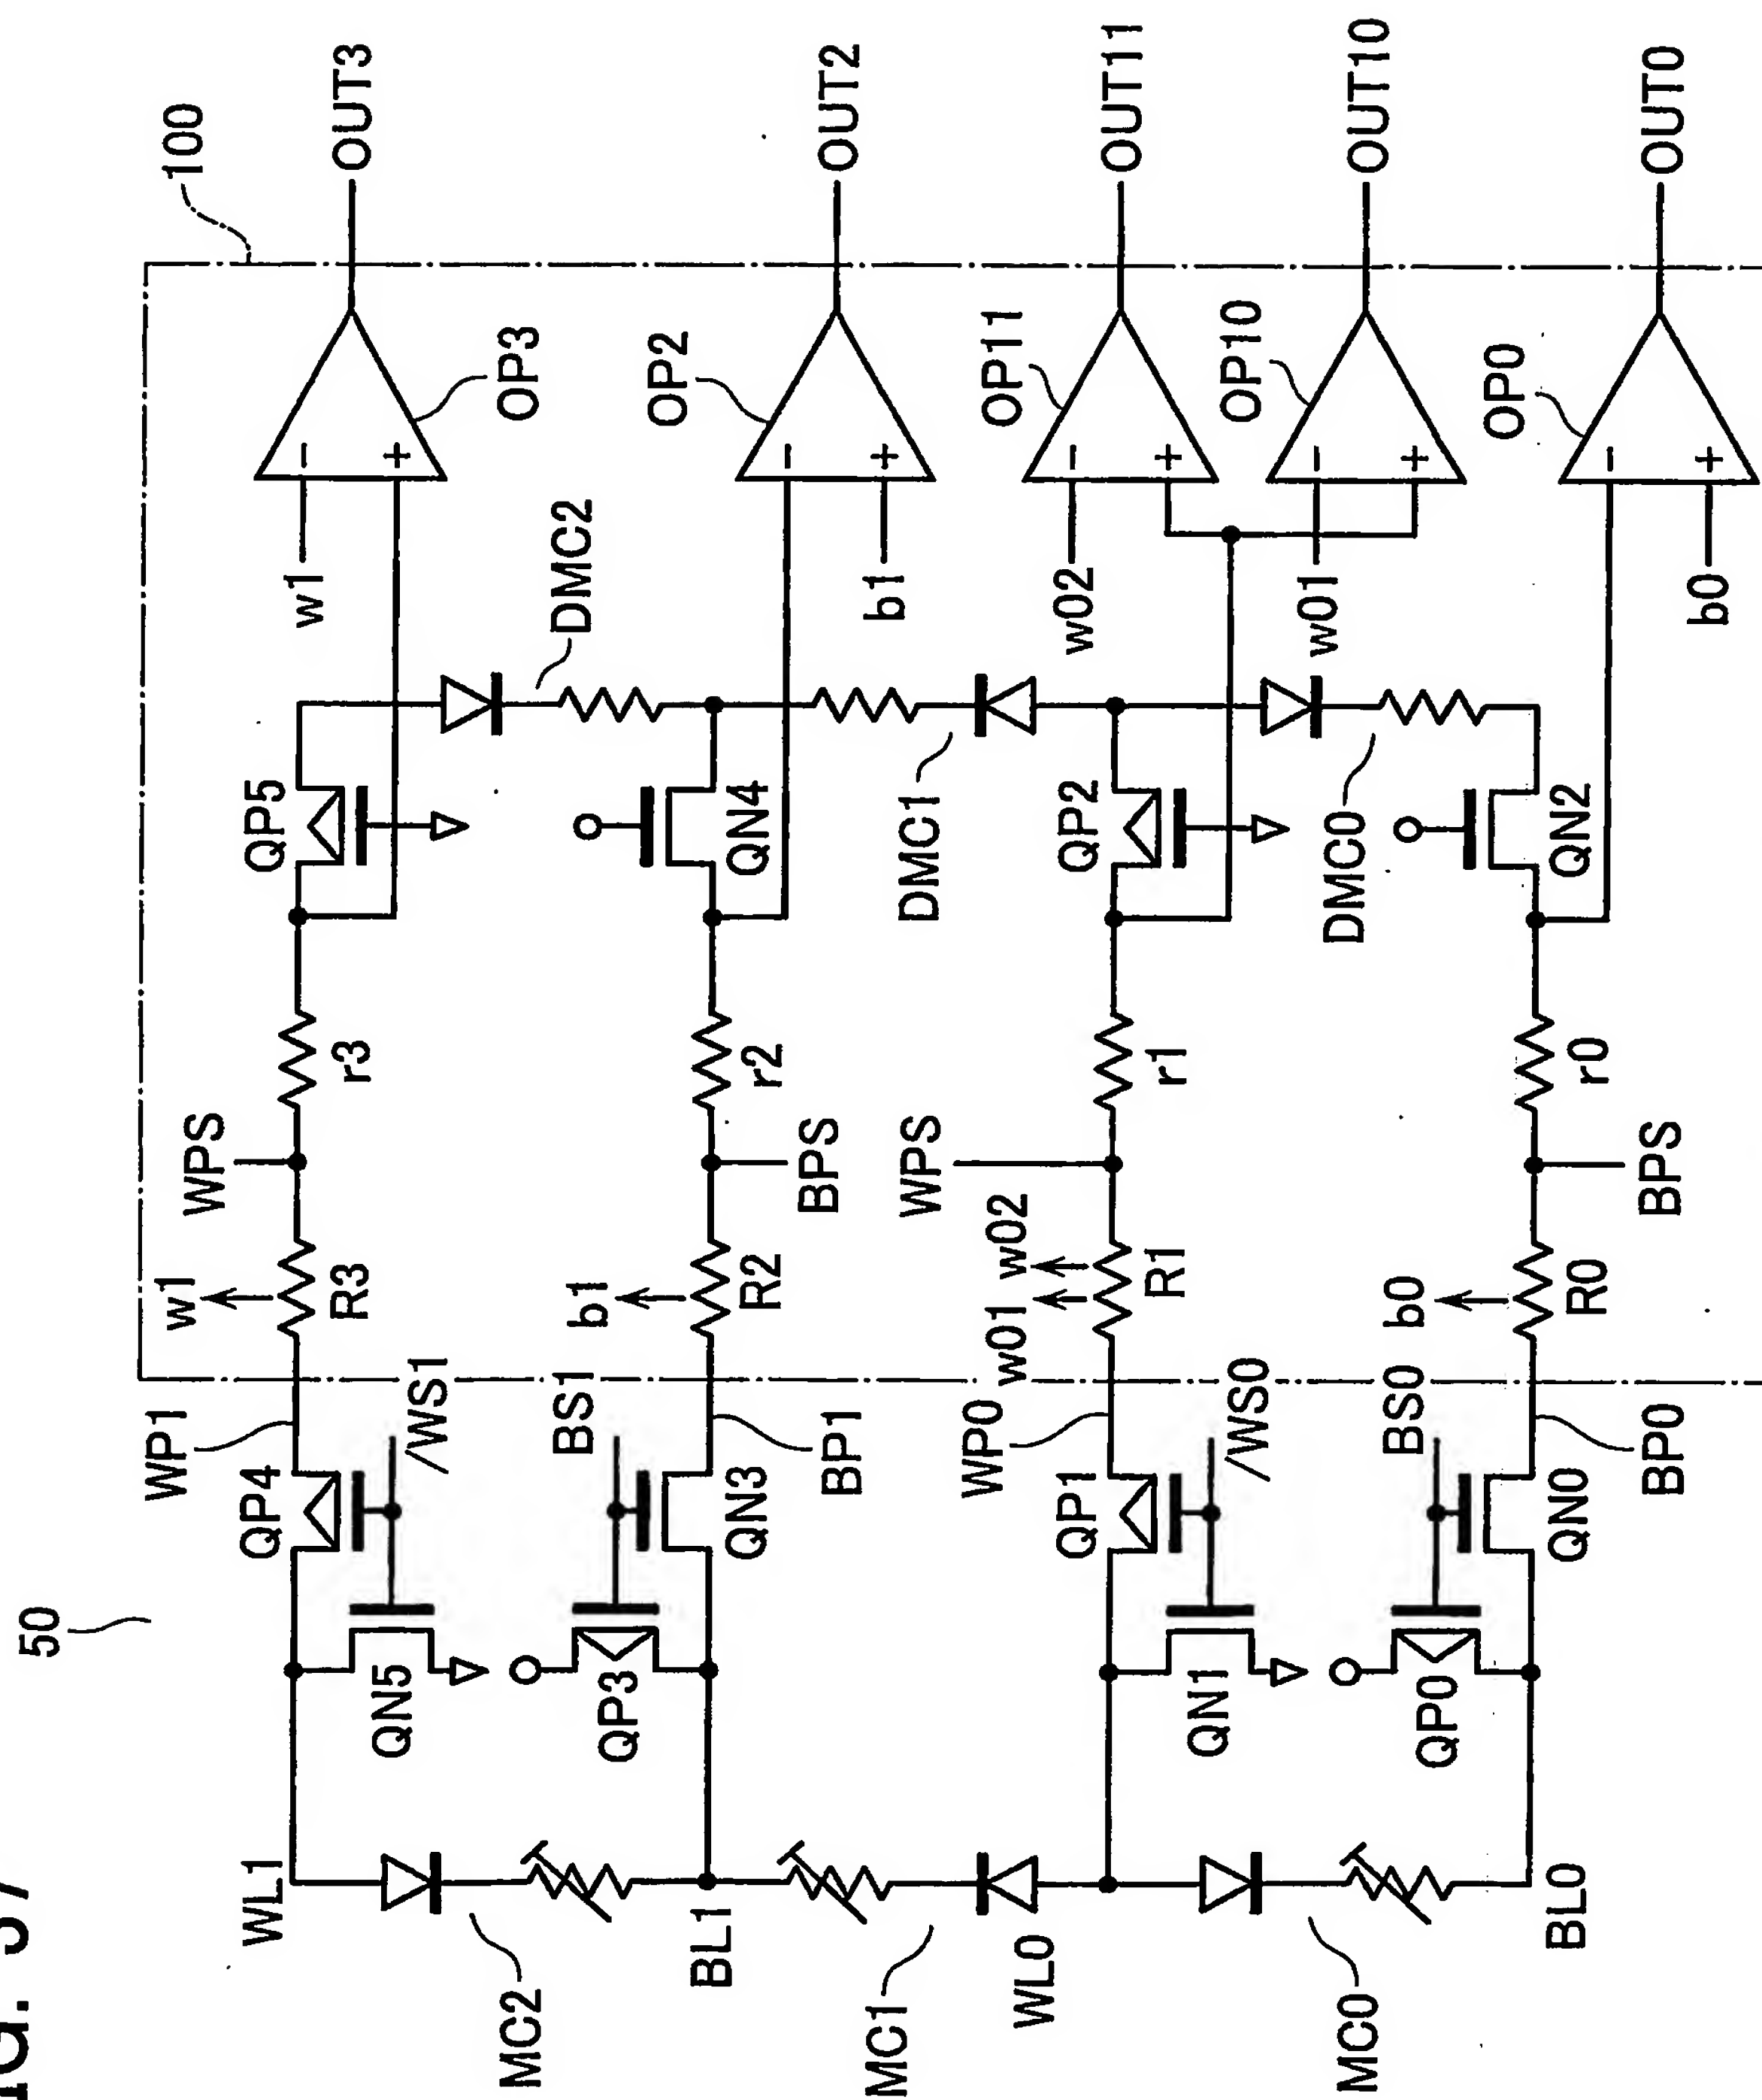 FIG. 37
50
100
WL1
MC2
BL1
MC1
WL0
MC0
BL0
QN5
QP3
QN1
QP0
QP4
/WS1
BS1
QN3
QP1
/WS0
BS0
QN0
WP1
BP1
WP0
BP0
w1
R3
b1
R2
w01
w02
R1
b0
R0
WPS
BPS
WPS
BPS
r3
r2
r1
r0
QP5
QN4
QP2
QN2
DMC2
DMC1
DMC0
w1
b1
w02
w01
b0
-
+
-
+
-
+
-
+
-
+
OP3
OP2
OP11
OP10
OP0
OUT3
OUT2
OUT11
OUT10
OUT0